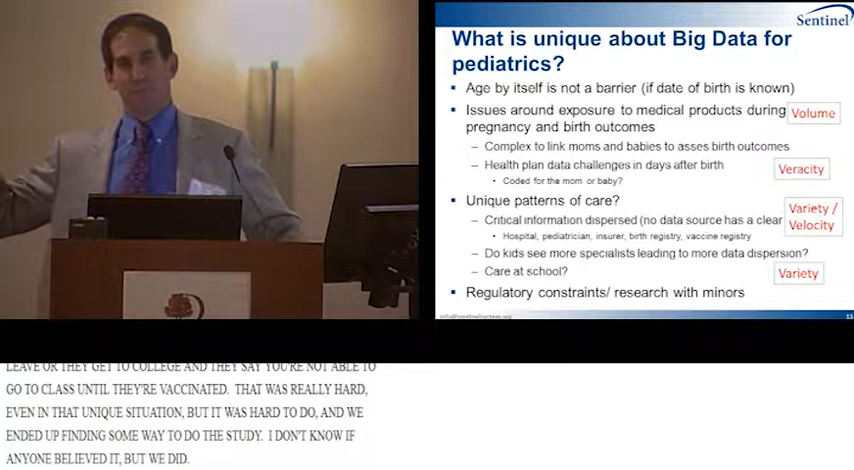 Sentinel
What is unique about Big Data for
pediatrics?
Age by itself is not a barrier (if date of birth is known)
Issues around exposure to medical products during
pregnancy and birth outcomes
Volume
– Complex to link moms and babies to asses birth outcomes
– Health plan data challenges in days after birth
Veracity
• Coded for the mom or baby?
Unique patterns of care?
– Critical information dispersed (no data source has a clear
Variety /
Velocity
• Hospital, pediatrician, insurer, birth registry, vaccine registry
– Do kids see more specialists leading to more data dispersion?
– Care at school?
Variety
Regulatory constraints/ research with minors
info@sentinelsystem.org
13
LEAVE OR THEY GET TO COLLEGE AND THEY SAY YOU'RE NOT ABLE TO
GO TO CLASS UNTIL THEY'RE VACCINATED. THAT WAS REALLY HARD,
EVEN IN THAT UNIQUE SITUATION, BUT IT WAS HARD TO DO, AND WE
ENDED UP FINDING SOME WAY TO DO THE STUDY. I DON'T KNOW IF
ANYONE BELIEVED IT, BUT WE DID.